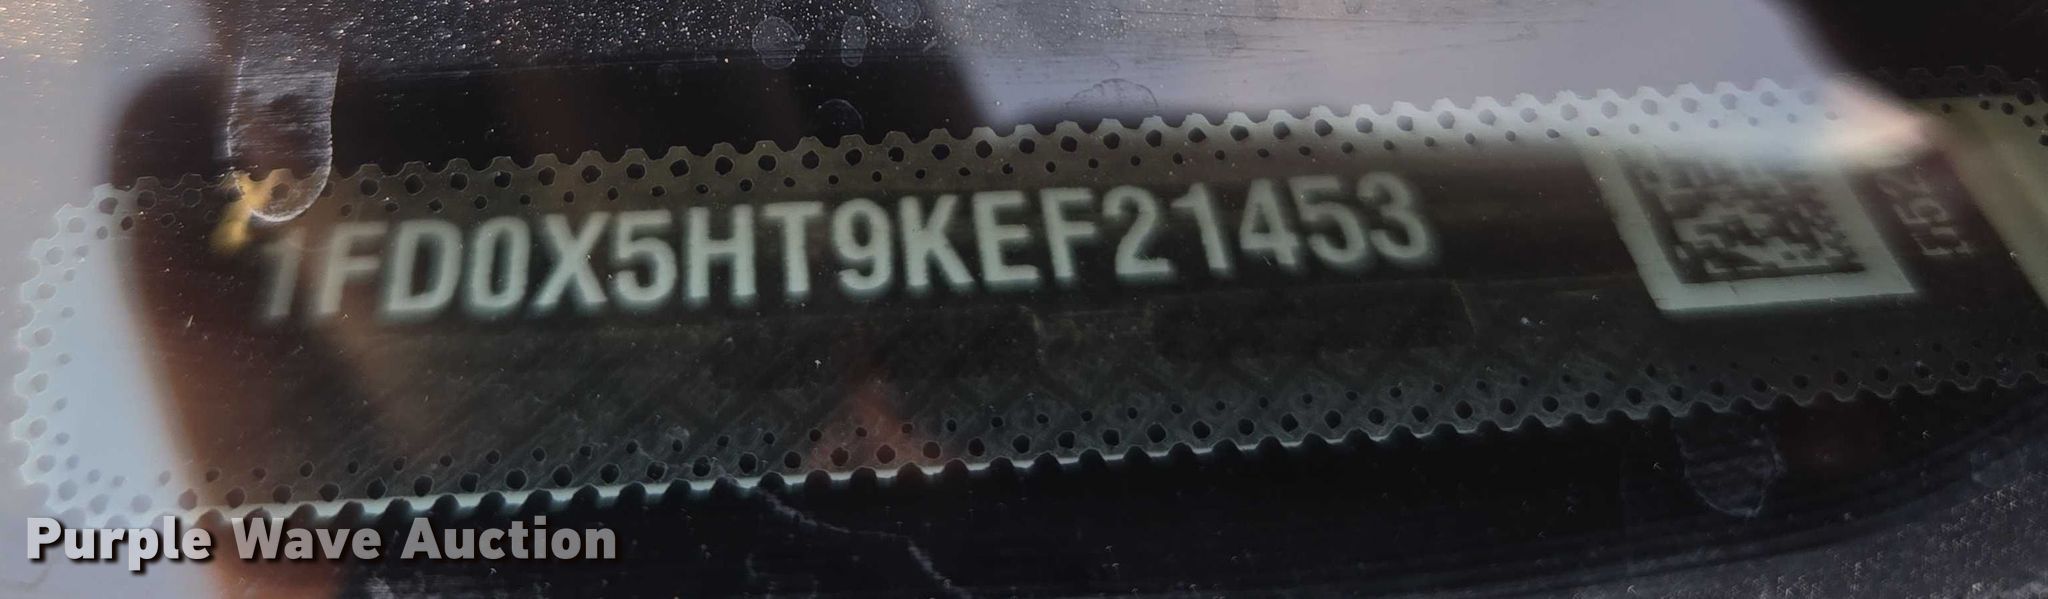 1FD0X5HT9KEF21453
Purple Wave Auction